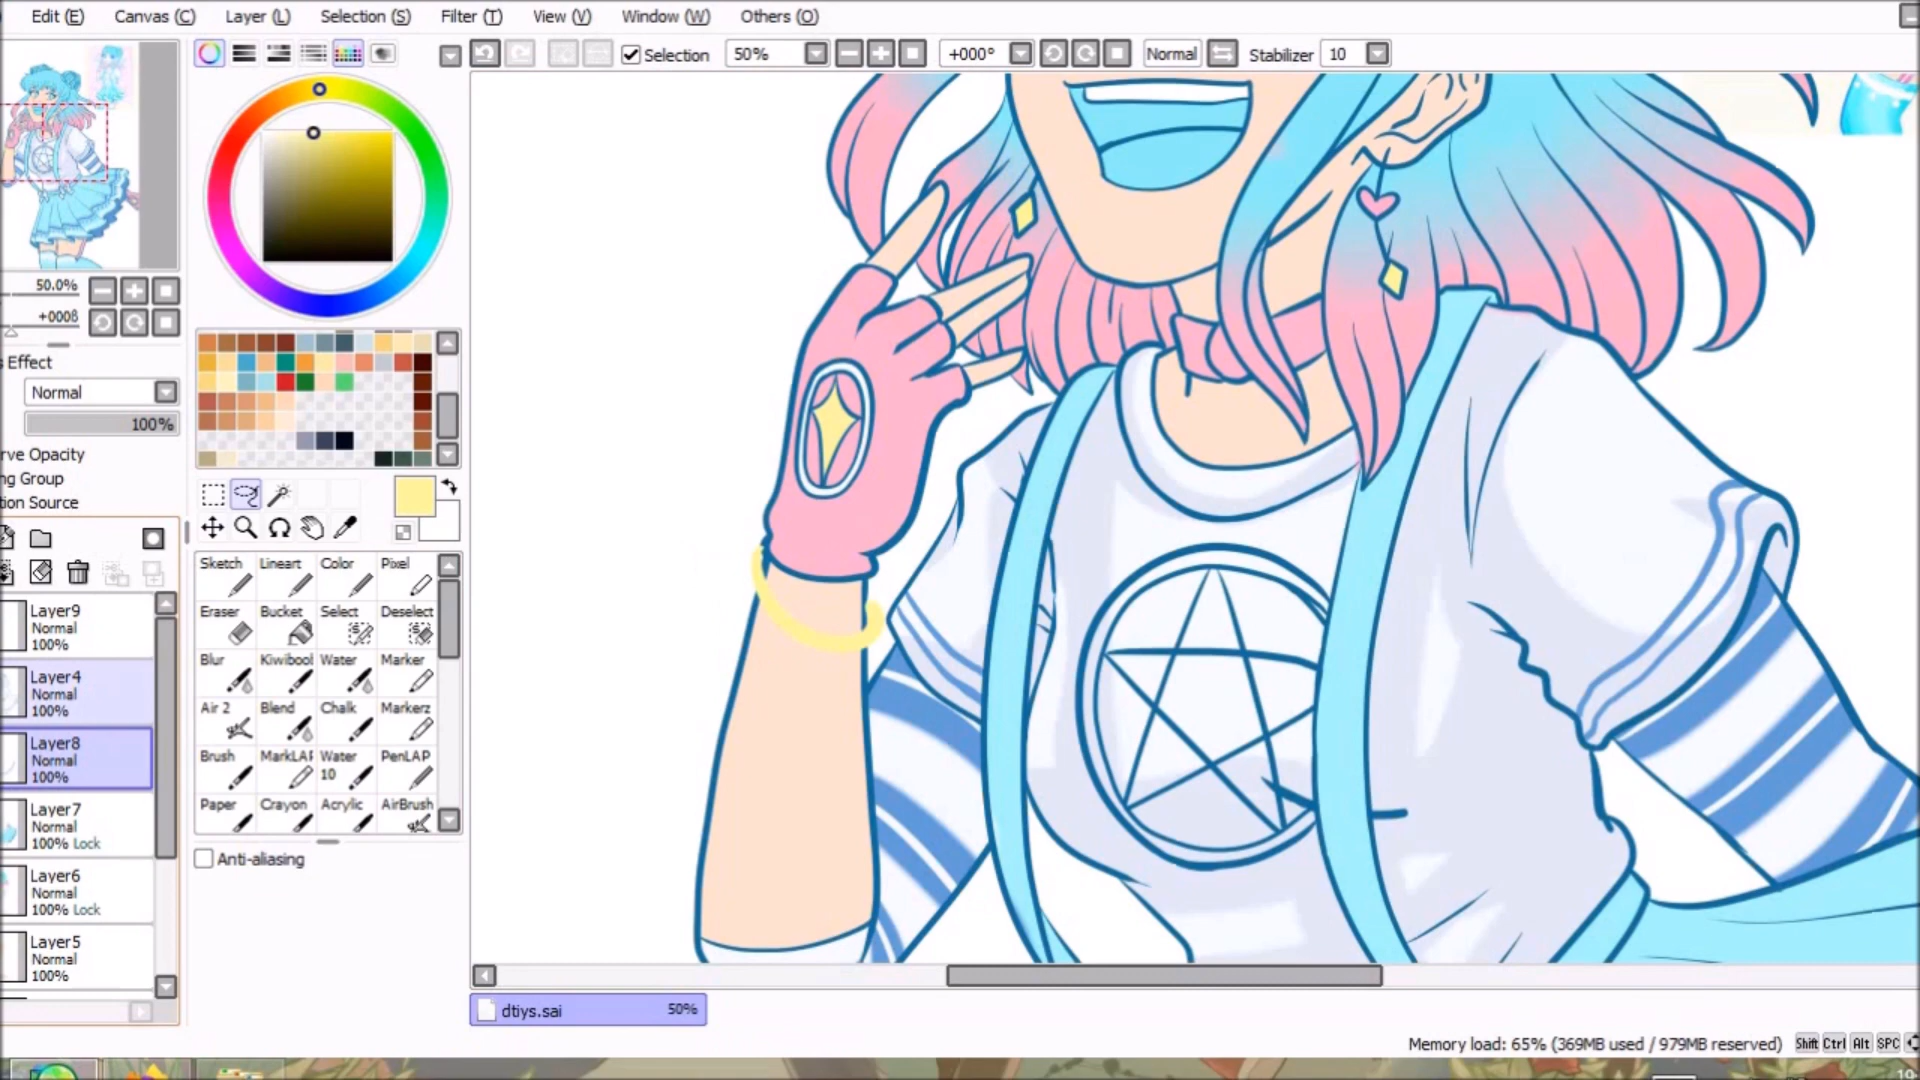 Edit (E) Canvas (C) Layer (L) Selection (S) Filter (T) View (V) Window (W) Others (O)
Selection 50% +000° Normal Stabilizer 10
50.0%
+000
Effect
Normal
100%
rve Opacity
ng Group
tion Source
Sketch Lineart Color Pixel
Eraser Bucket Select Deselect
Blur Kiwibool Water Marker
Air 2 Blend Chalk Markerz
Brush MarkLAP Water 10 PenLAP
Paper Crayon Acrylic AirBrush
Anti-aliasing
Layer9
Normal
100%
Layer4
Normal
100%
Layer8
Normal
100%
Layer7
Normal
100% Lock
Layer6
Normal
100% Lock
Layer5
Normal
100%
dtiys.sai 50%
Memory load: 65% (369MB used / 979MB reserved) Shift Ctrl Alt SPC